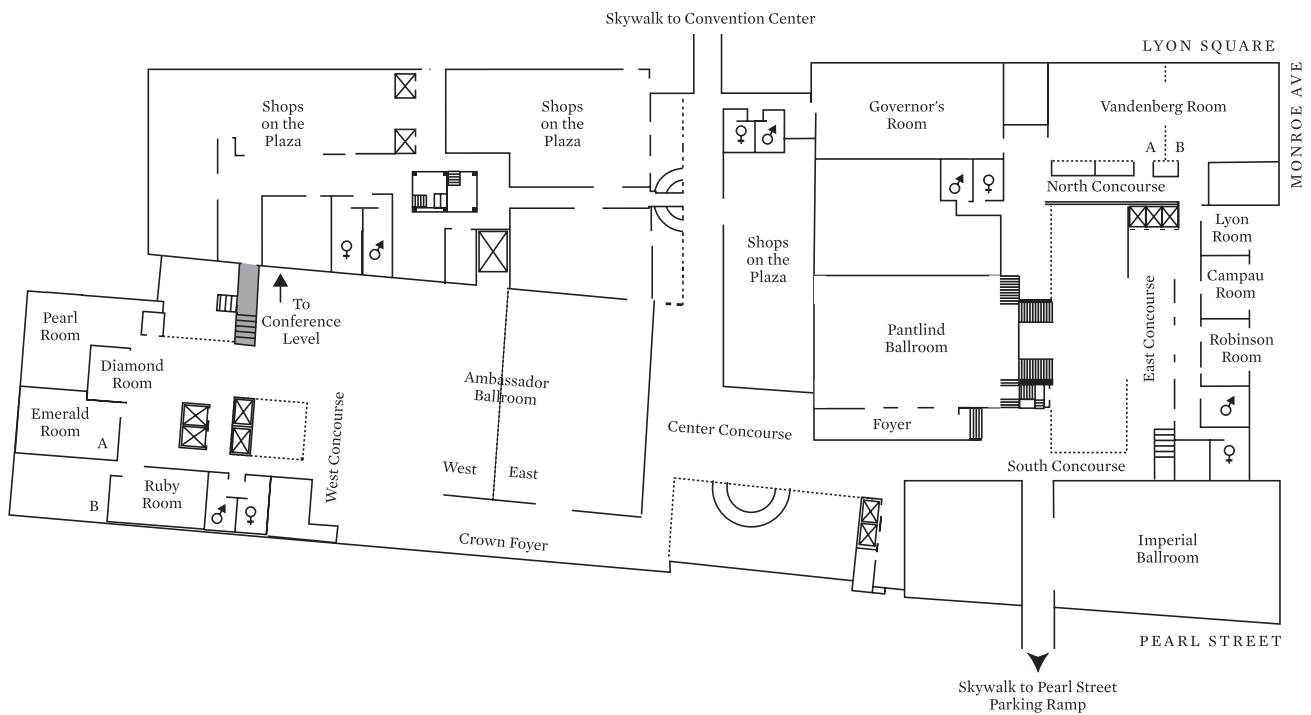 Skywalk to Convention Center
LYON SQUARE
MONROE AVE
Shops
on the
Plaza
Shops
on the
Plaza
Governor's
Room
Vandenberg Room
A B
North Concourse
Lyon
Room
Shops
on the
Plaza
Campau
Room
East Concourse
To
Conference
Level
Pearl
Room
Pantlind
Ballroom
Robinson
Room
Diamond
Room
Ambassador
Ballroom
Emerald
Room
A
West Concourse
Center Concourse
Foyer
West East
South Concourse
B
Ruby
Room
Crown Foyer
Imperial
Ballroom
PEARL STREET
Skywalk to Pearl Street
Parking Ramp